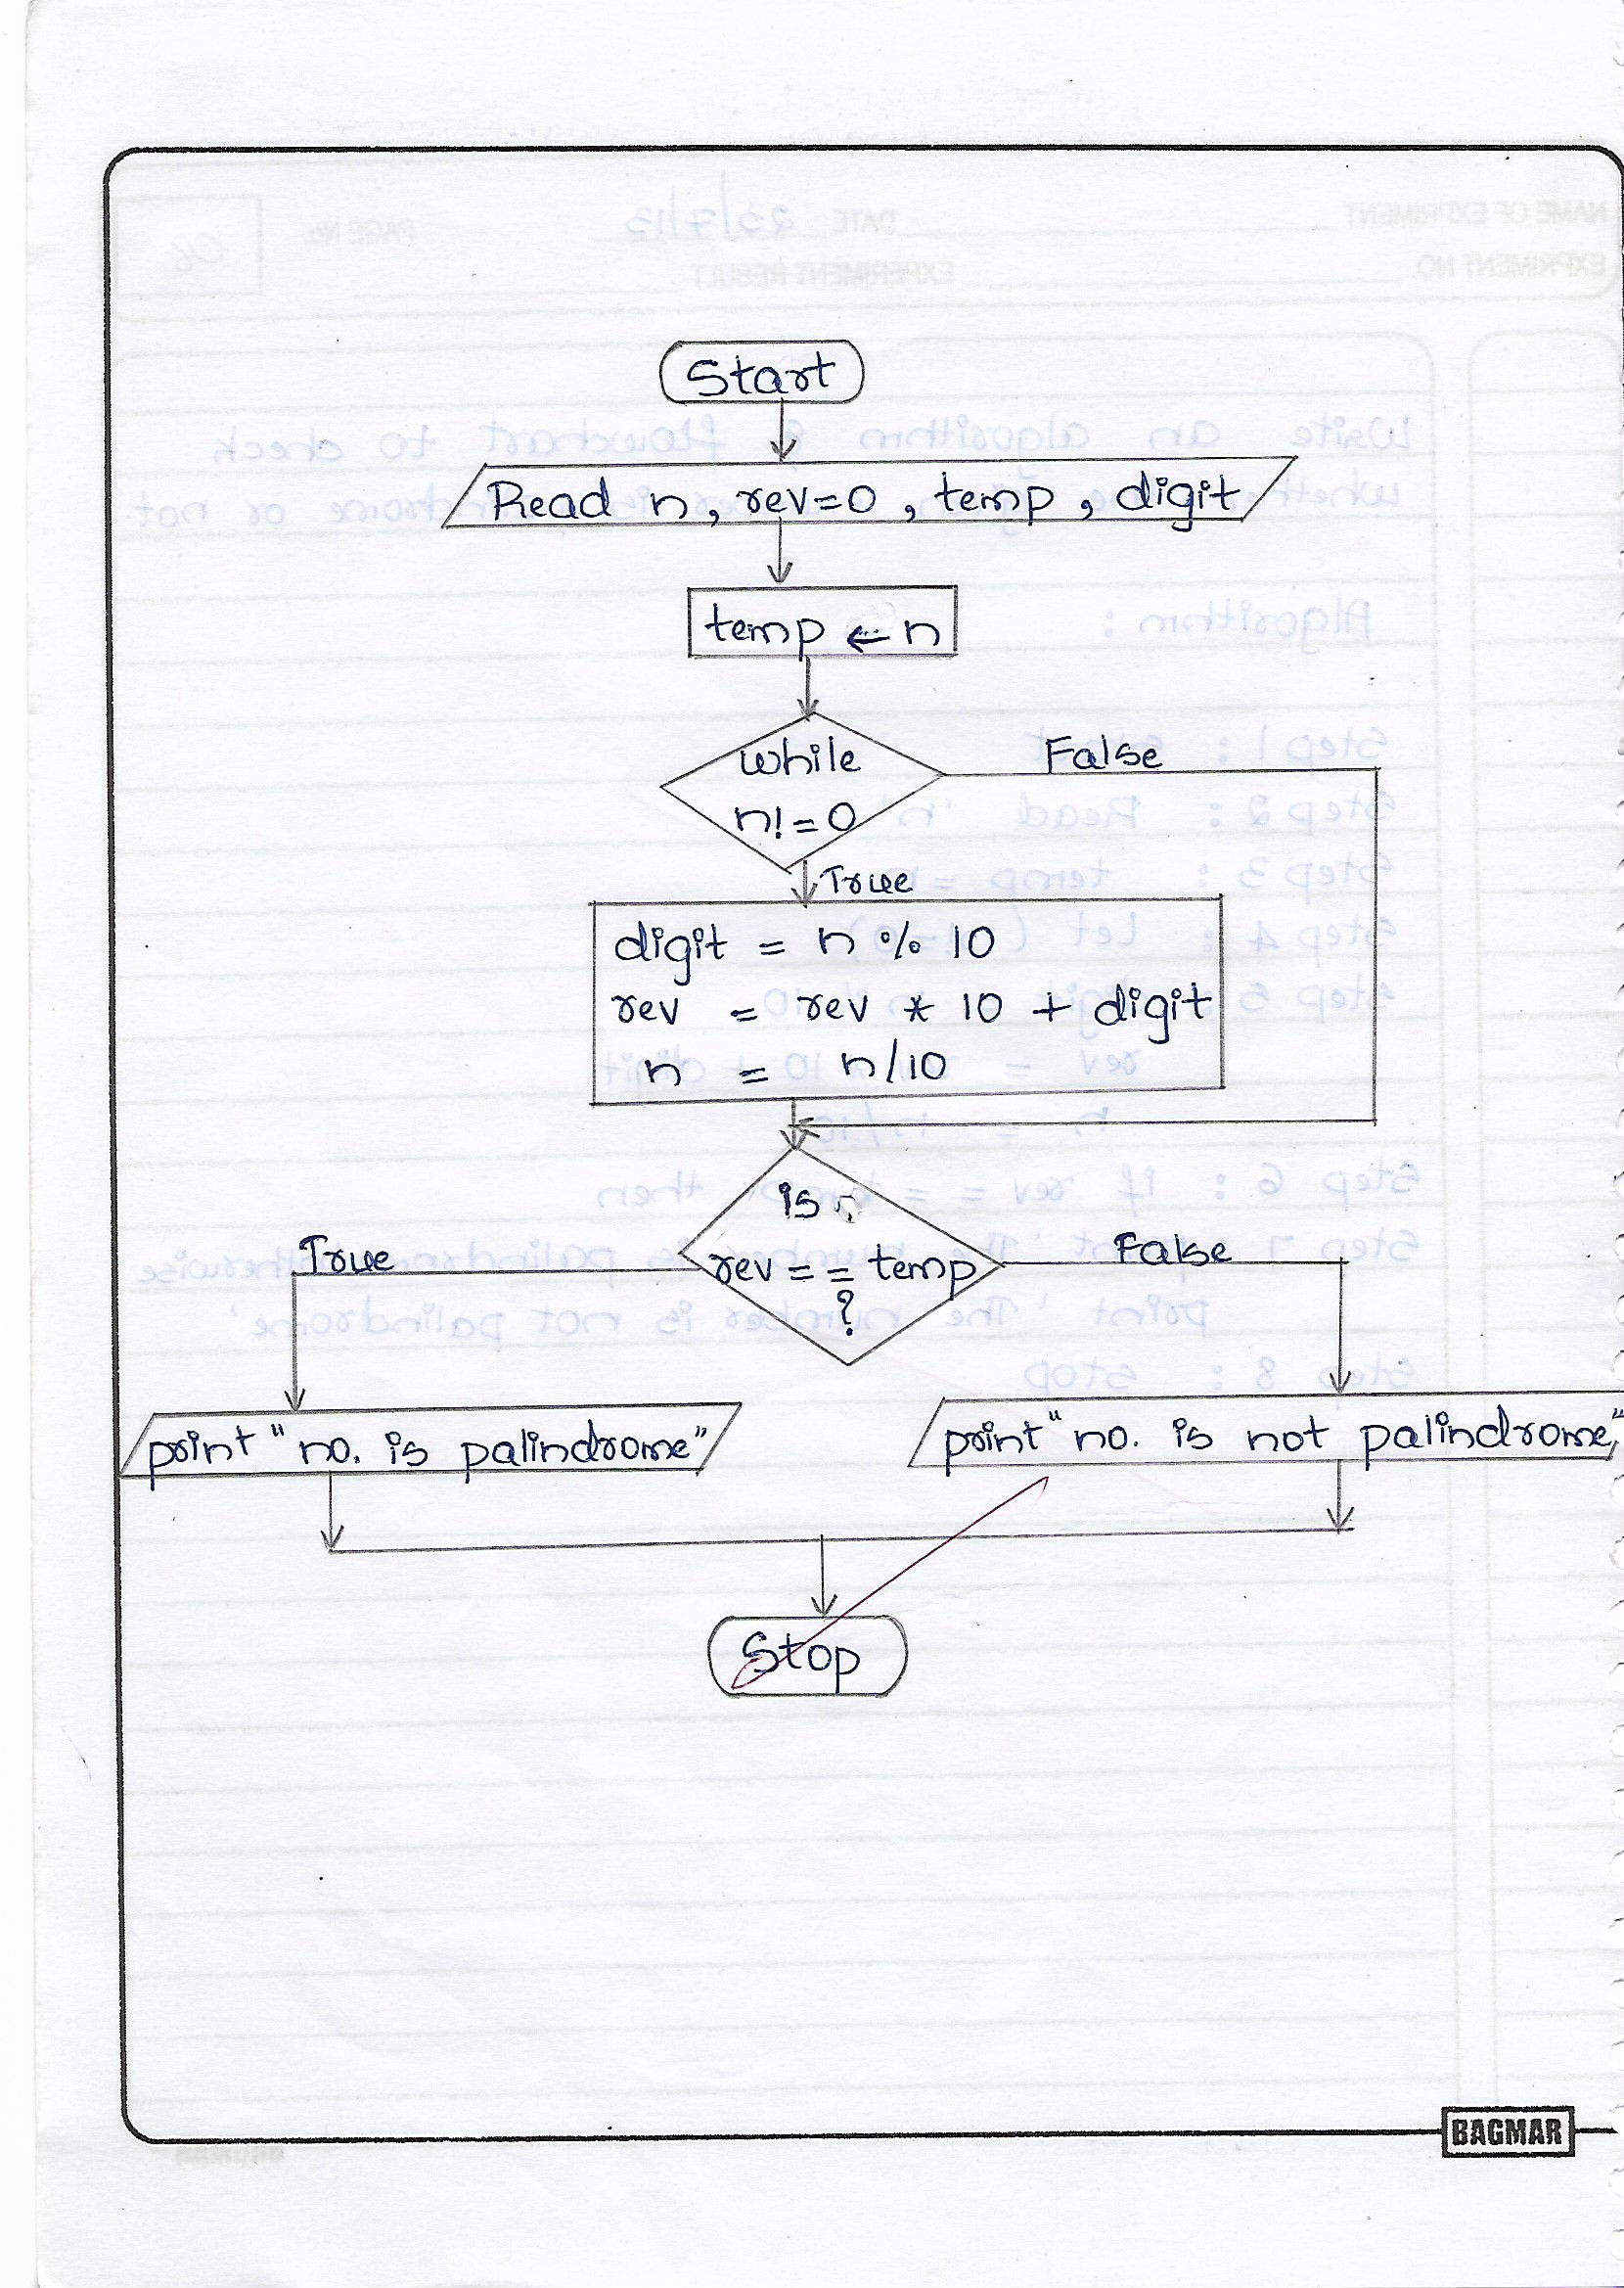 Start
Read n, rev=0, temp, digit
temp ← n
while
n!=0
False
True
digit = n % 10
rev = rev * 10 + digit
n = n/10
is
rev == temp
?
True
False
print "no. is palindrome"
print "no. is not palindrome"
Stop
BAGMAR